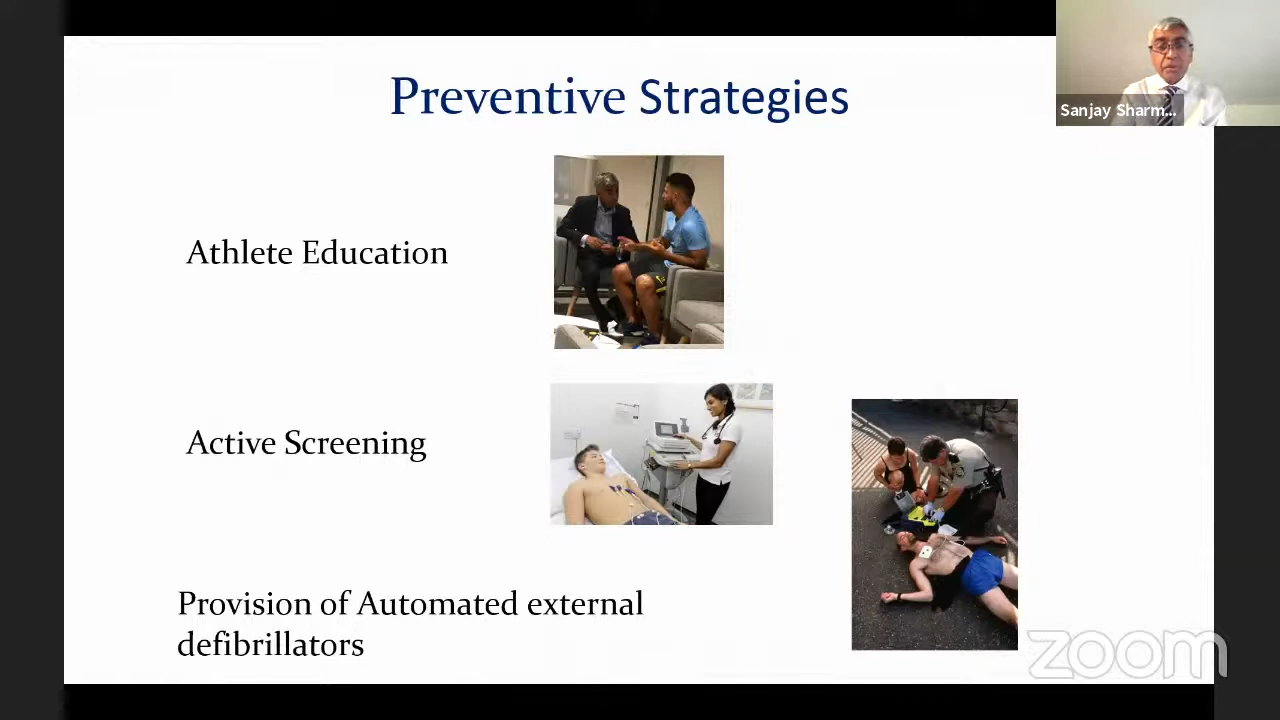 Preventive Strategies
Sanjay Sharm...
Athlete Education
Active Screening
Provision of Automated external
defibrillators
zoom